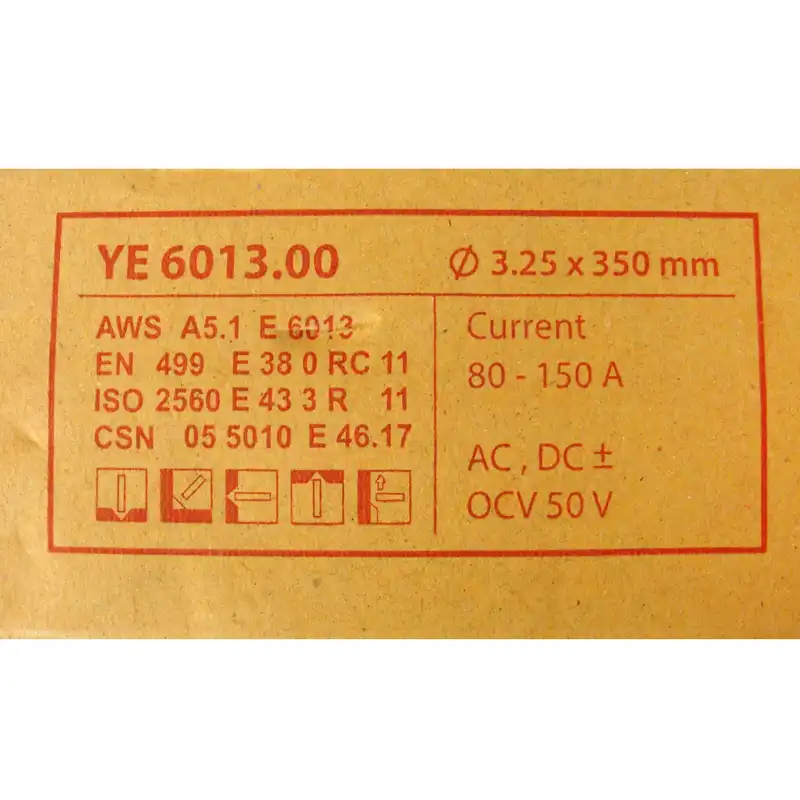 YE 6013.00
Ø 3.25 x 350 mm
AWS A5.1 E 6013
EN 499 E 38 0 RC 11
ISO 2560 E 43 3 R 11
CSN 05 5010 E 46.17
Current
80 - 150 A
AC , DC ±
OCV 50 V